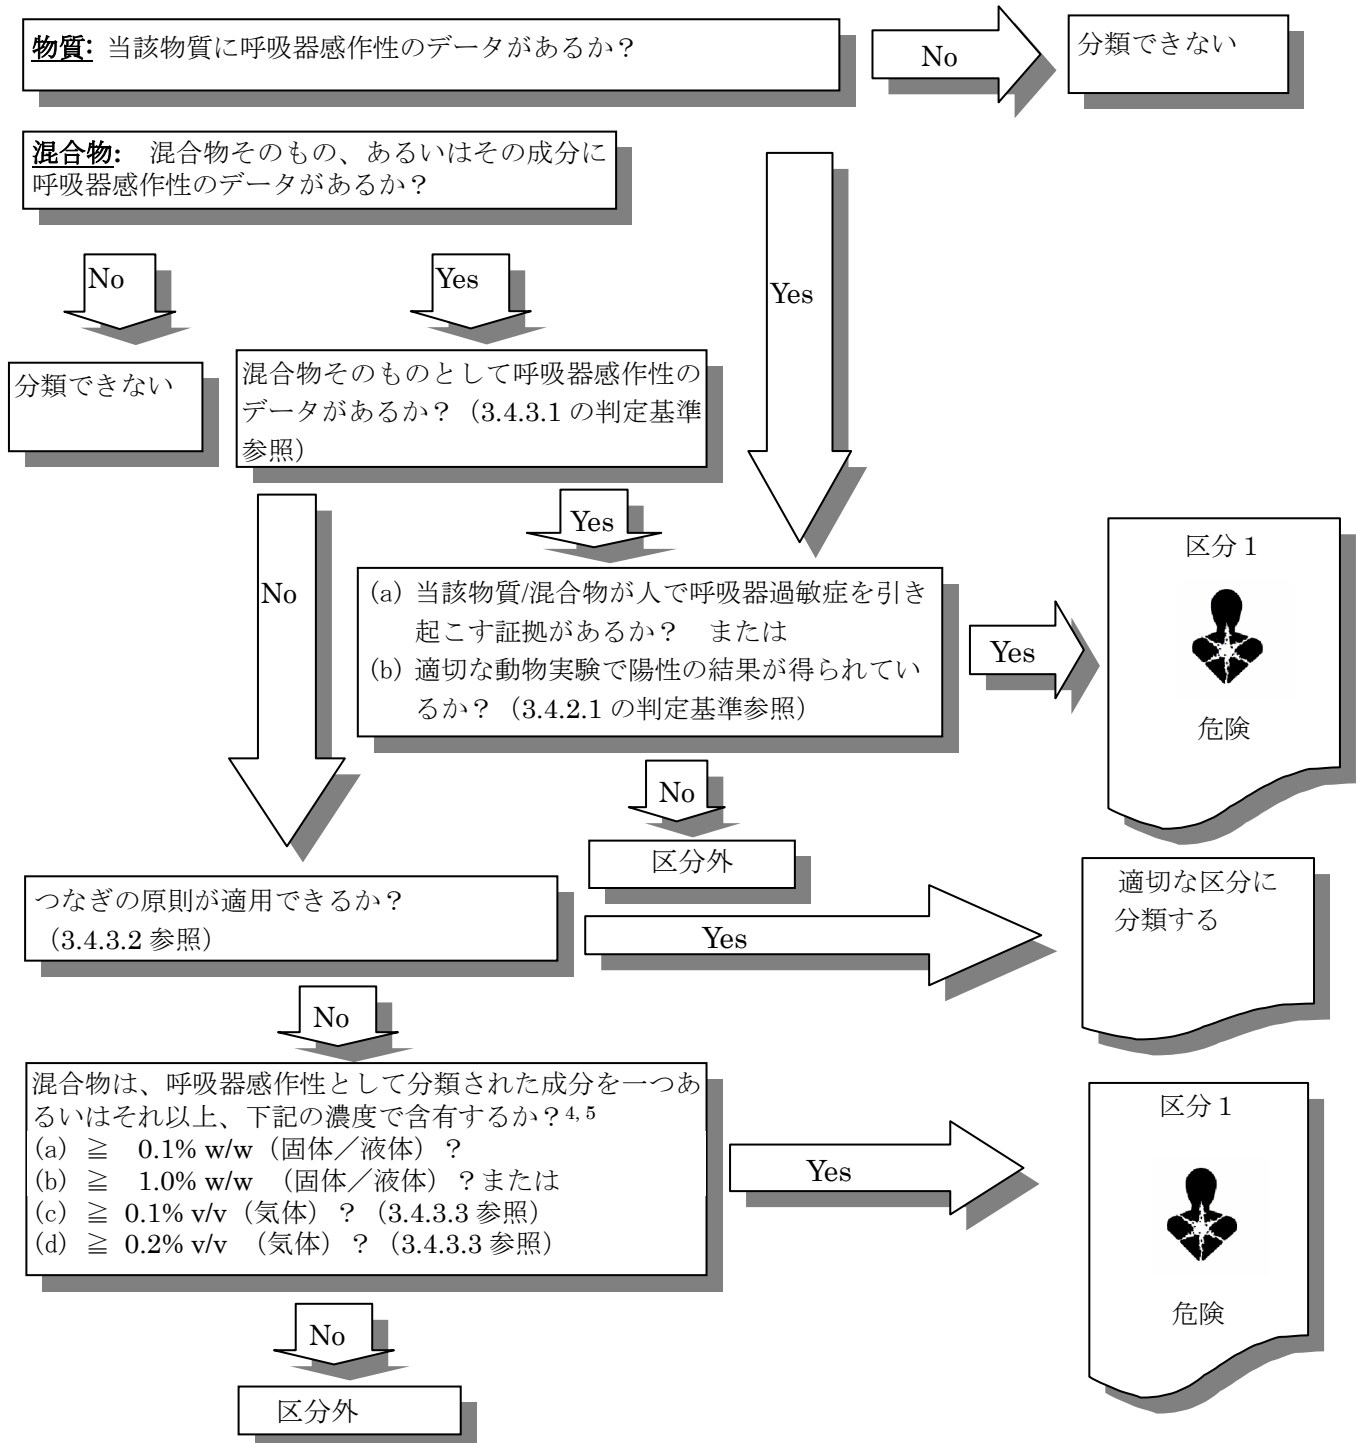 物質: 当該物質に呼吸器感作性のデータがあるか？
No
分類できない
混合物:　混合物そのもの、あるいはその成分に
呼吸器感作性のデータがあるか？
No
Yes
Yes
分類できない
混合物そのものとして呼吸器感作性の
データがあるか？（3.4.3.1 の判定基準
参照）
Yes
No
(a) 当該物質/混合物が人で呼吸器過敏症を引き
起こす証拠があるか？　または
(b) 適切な動物実験で陽性の結果が得られてい
るか？（3.4.2.1 の判定基準参照）
Yes
区分１
危険
No
区分外
つなぎの原則が適用できるか？
（3.4.3.2 参照）
Yes
適切な区分に
分類する
No
混合物は、呼吸器感作性として分類された成分を一つあ
るいはそれ以上、下記の濃度で含有するか？4, 5
(a) ≧　0.1% w/w（固体／液体）？
(b) ≧　1.0% w/w （固体／液体）？または
(c) ≧ 0.1% v/v（気体）？（3.4.3.3 参照）
(d) ≧ 0.2% v/v （気体）？（3.4.3.3 参照）
Yes
区分１
危険
No
区分外